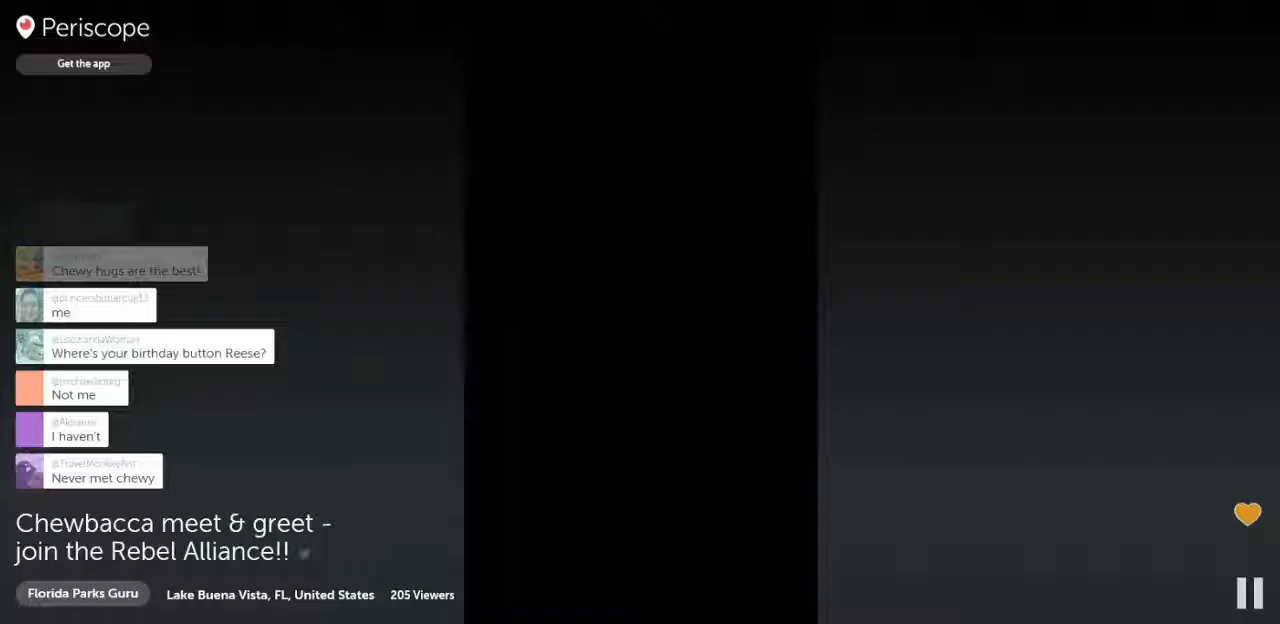 Periscope
Get the app
Chewy hugs are the best!
me
Where's your birthday button Reese?
@michaelantog
Not me
I haven't
@TravelMonkeyAnt
Never met chewy
Chewbacca meet & greet -
join the Rebel Alliance!!
Florida Parks Guru
Lake Buena Vista, FL, United States
205 Viewers